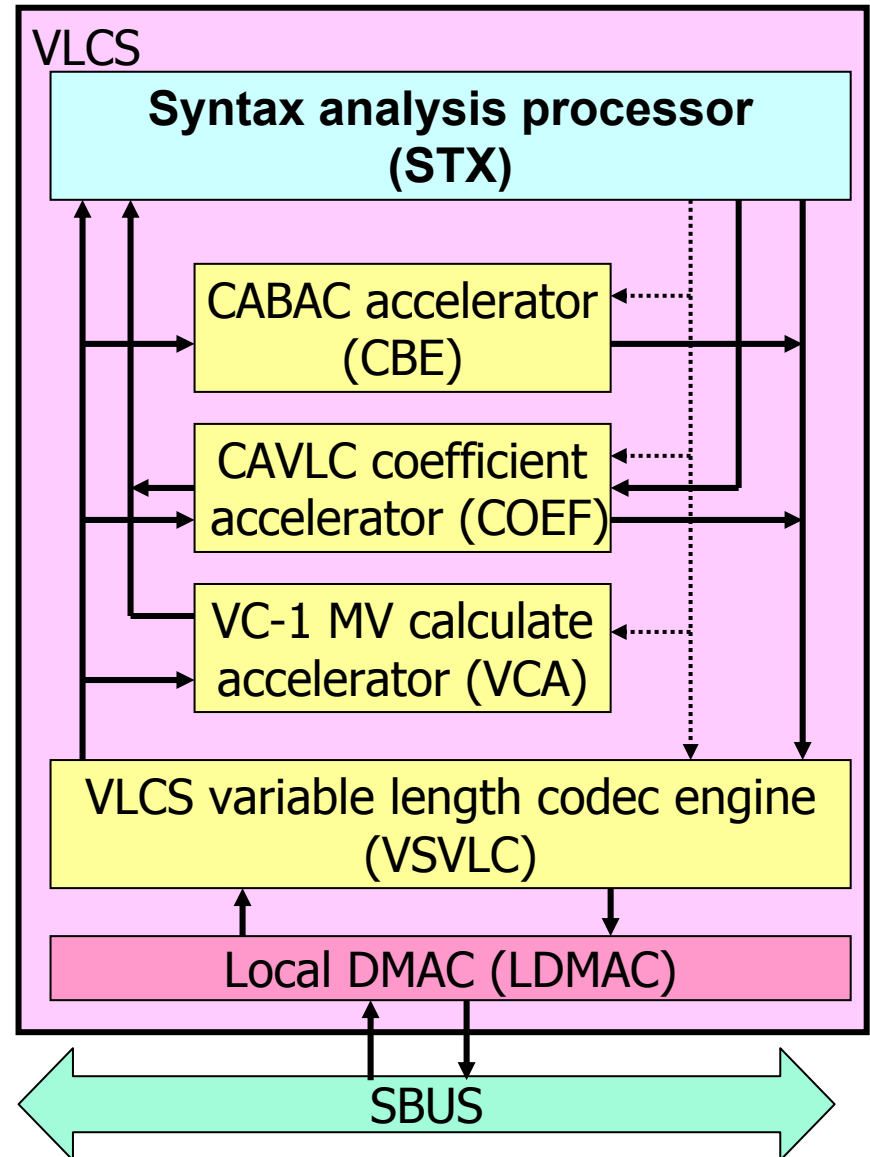 VLCS
Syntax analysis processor
(STX)
CABAC accelerator
(CBE)
CAVLC coefficient
accelerator (COEF)
VC-1 MV calculate
accelerator (VCA)
VLCS variable length codec engine
(VSVLC)
Local DMAC (LDMAC)
SBUS